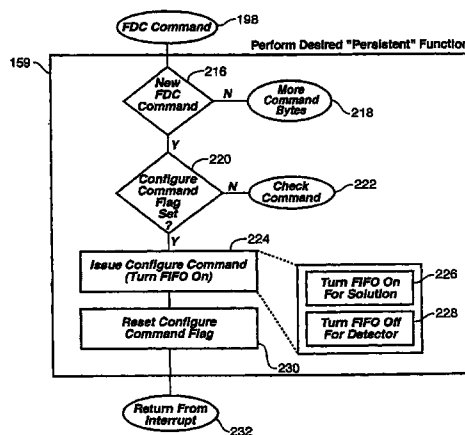 FDC Command
198
Perform Desired "Persistent" Function
159
216
New
FDC
Command
N
More
Command
Bytes
218
Y
220
Configure
Command
Flag
Set
?
N
Check
Command
222
Y
224
Issue Configure Command
(Turn FIFO On)
226
Turn FIFO On
For Solution
228
Turn FIFO Off
For Detector
Reset Configure
Command Flag
230
Return From
Interrupt
232